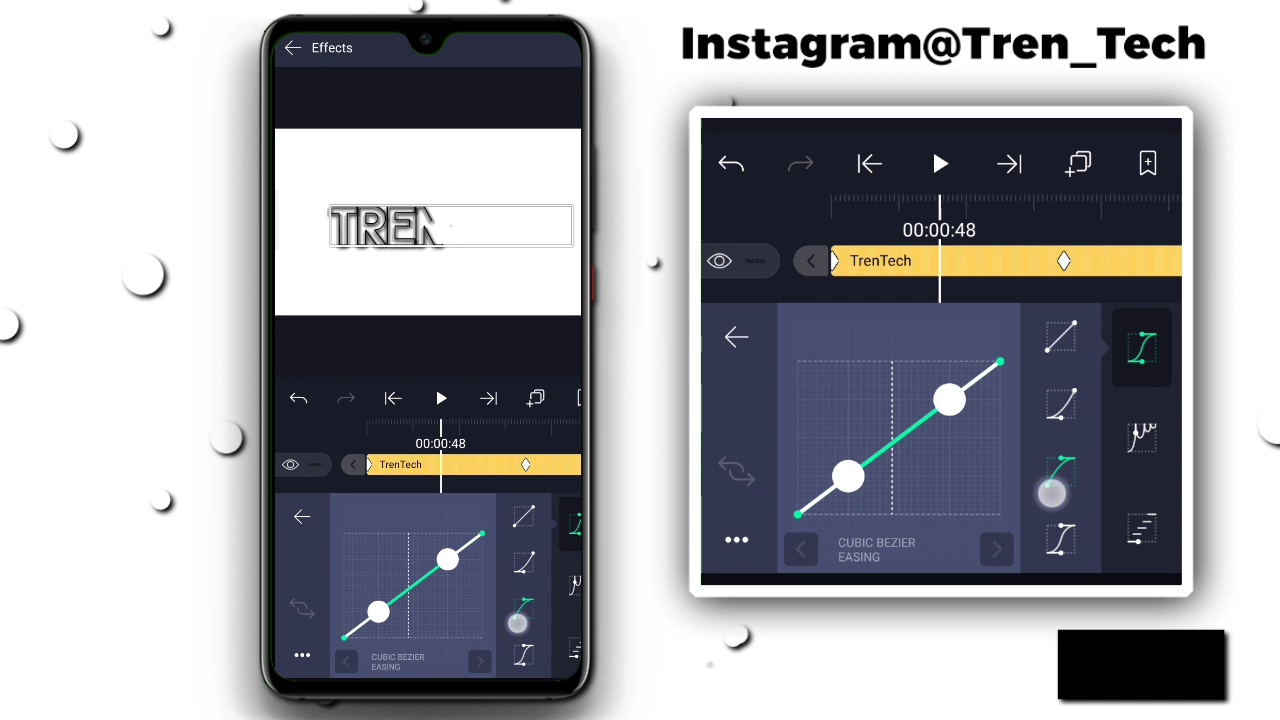 Instagram@Tren_Tech
Effects
TREN
00:00:48
TrenTech
CUBIC BEZIER
EASING
00:00:48
TrenTech
CUBIC BEZIER
EASING